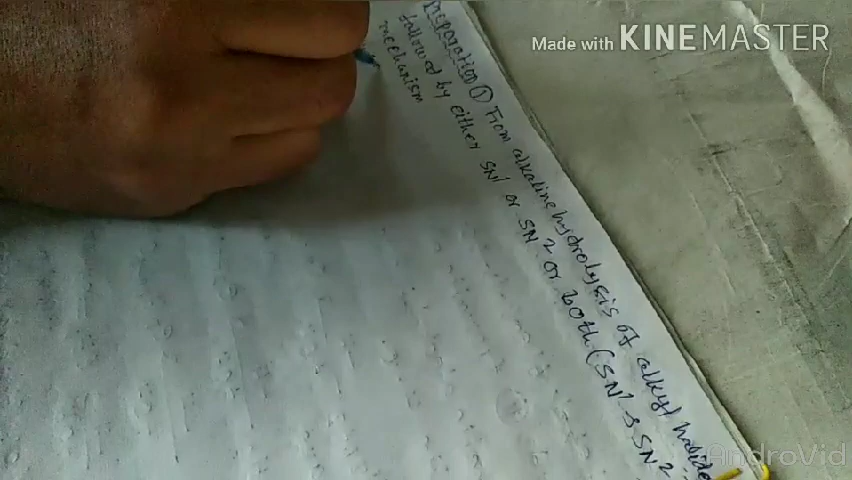 Made with KINEMASTER
Preparation ① From alkaline hydrolysis of alkyl halide
followed by either SN1 or SN2 or both (SN1 & SN2
mechanism
AndroVid